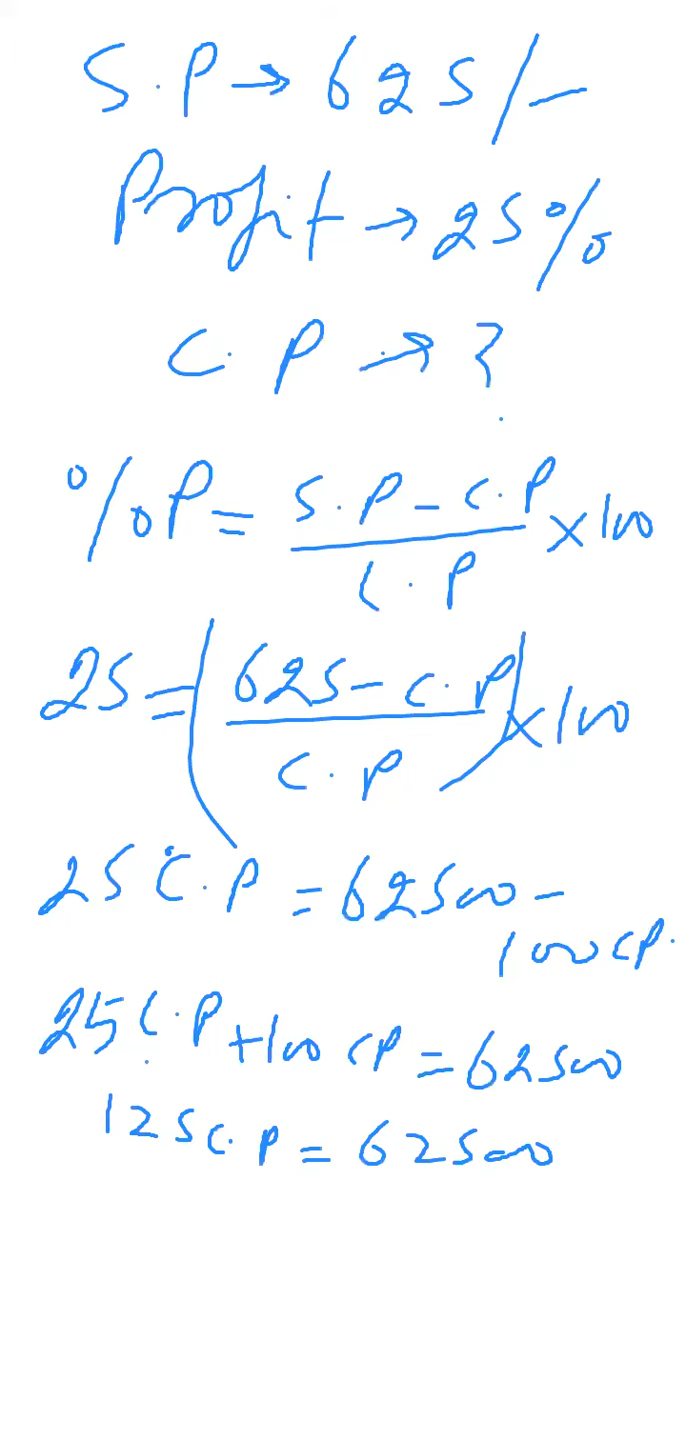 S.P → 625/-
Profit → 25%
C.P → ?
%P = S.P - C.P / C.P × 100
25 = (625 - C.P / C.P) × 100
25 C.P = 62500 -
100 CP.
25 C.P + 100 CP = 62500
125 C.P = 62500